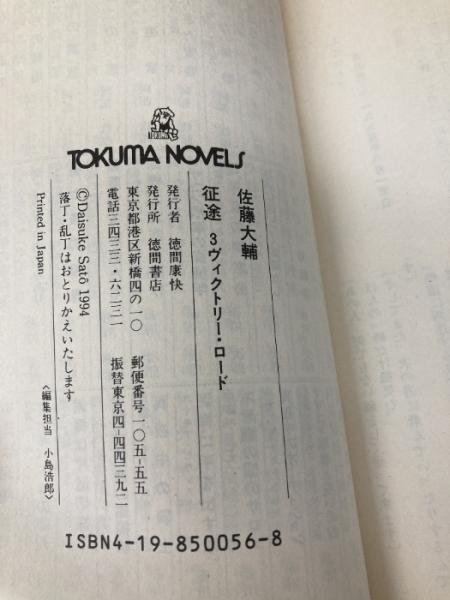 TOKUMA NOVELS
佐藤大輔
征途 3 ヴィクトリー・ロード
発行者 徳間康快
発行所 徳間書店
東京都港区新橋四の一〇 郵便番号一〇五-五五
電話三四三三・六二三一 振替東京四-四四三九二
©Daisuke Satô 1994
落丁・乱丁はおとりかえいたします
Printed in Japan
〈編集担当 小島浩郎〉
ISBN4-19-850056-8